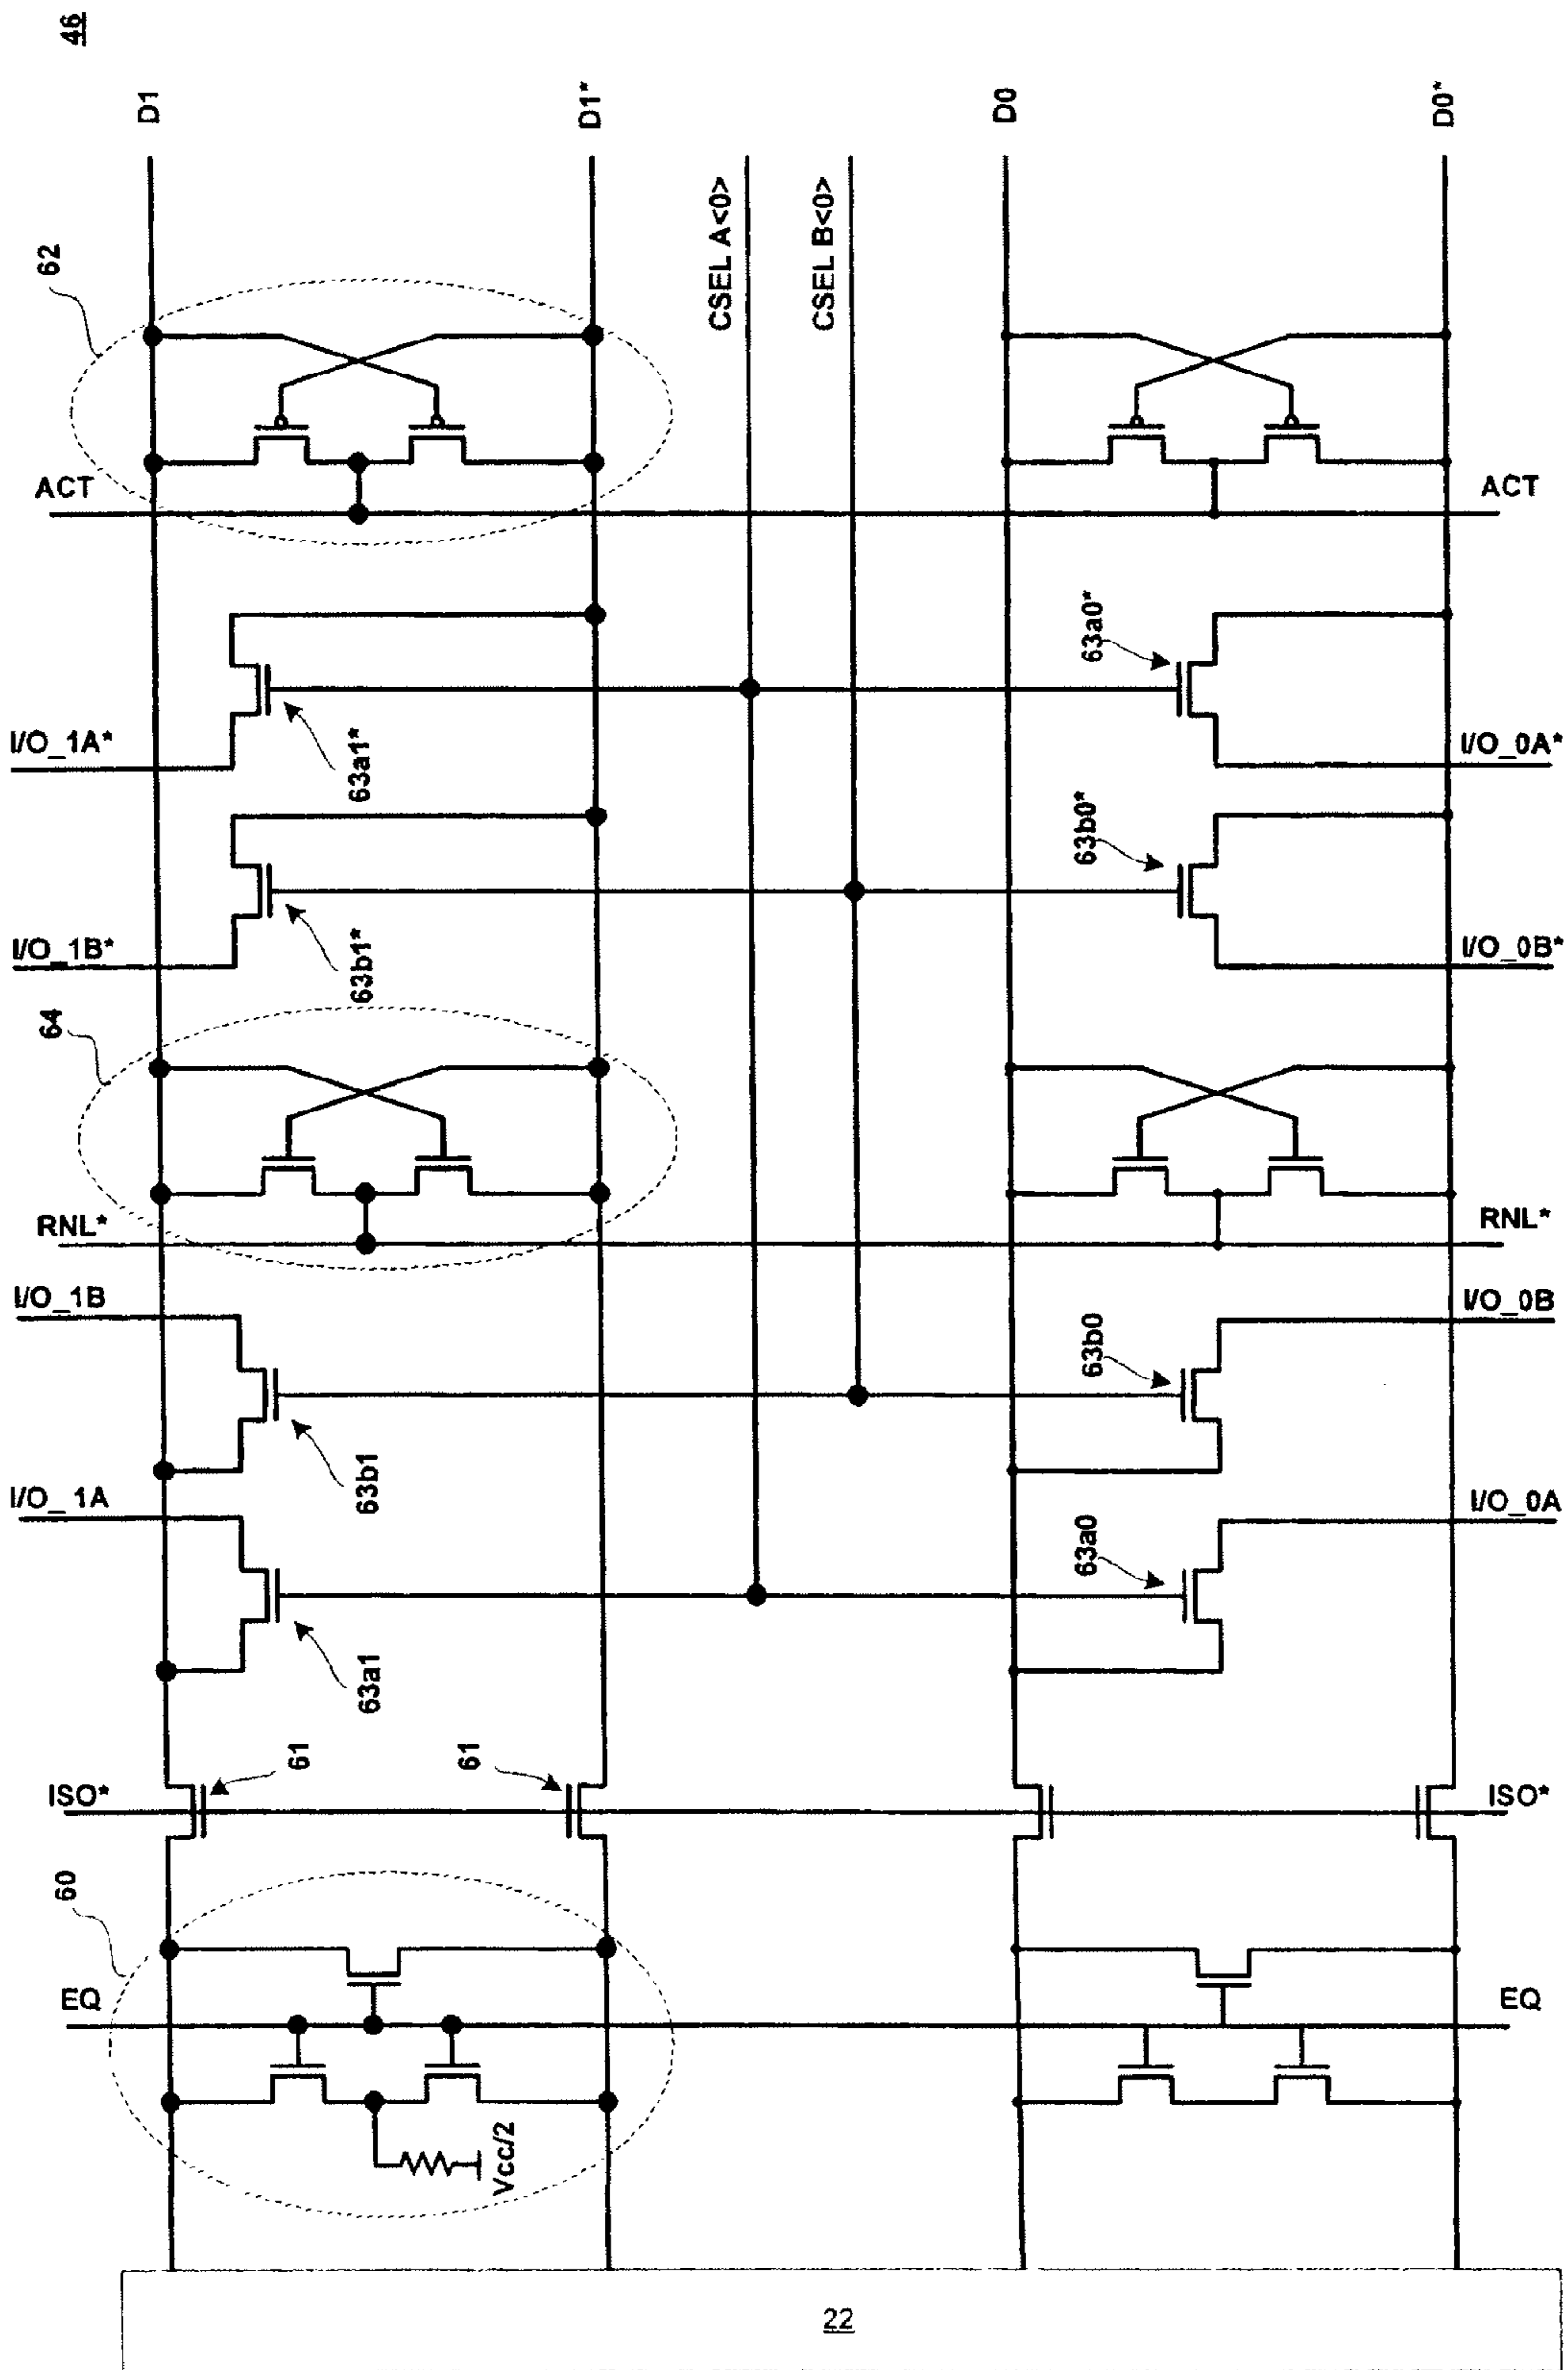 46
D1
D1*
D0
D0*
CSEL A<0>
CSEL B<0>
62
ACT
ACT
I/O_1A*
63a1*
63a0*
I/O_0A*
I/O_1B*
63b1*
63b0*
I/O_0B*
64
RNL*
RNL*
I/O_1B
63b1
63b0
I/O_0B
I/O_1A
63a1
63a0
I/O_0A
61
61
ISO*
ISO*
60
EQ
EQ
Vcc/2
22